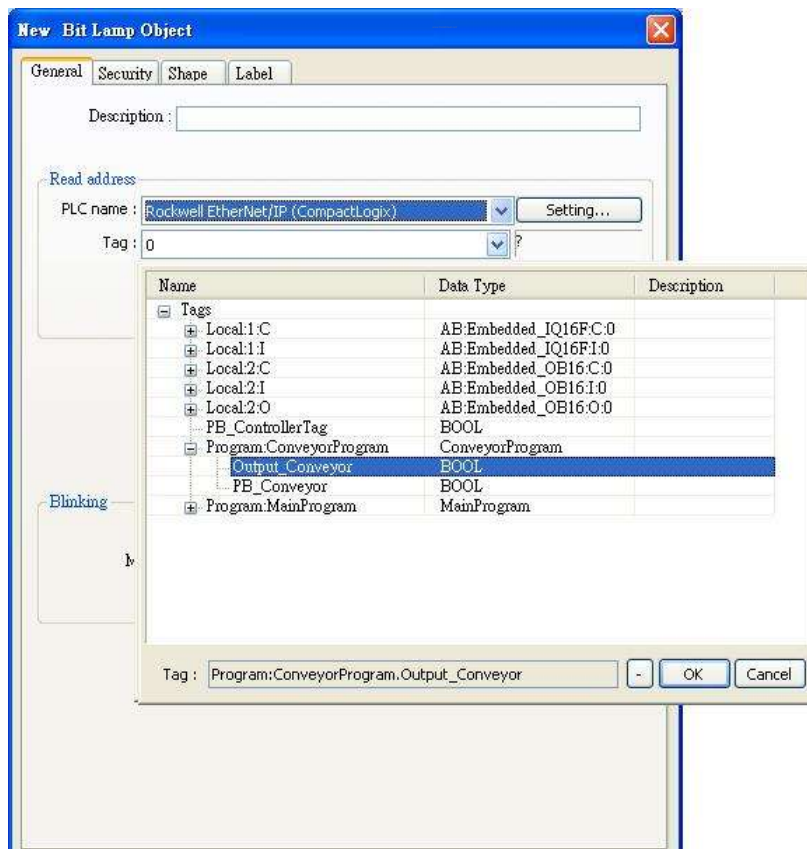 New Bit Lamp Object
General Security Shape Label
Description :
Read address
PLC name : Rockwell EtherNet/IP (CompactLogix) Setting...
Tag : 0 ?
Name Data Type Description
Tags
Local:1:C AB:Embedded_IQ16F:C:0
Local:1:I AB:Embedded_IQ16F:I:0
Local:2:C AB:Embedded_OB16:C:0
Local:2:I AB:Embedded_OB16:I:0
Local:2:O AB:Embedded_OB16:O:0
PB_ControllerTag BOOL
Program:ConveyorProgram ConveyorProgram
Output_Conveyor BOOL
PB_Conveyor BOOL
Program:MainProgram MainProgram
Blinking
Tag : Program:ConveyorProgram.Output_Conveyor - OK Cancel